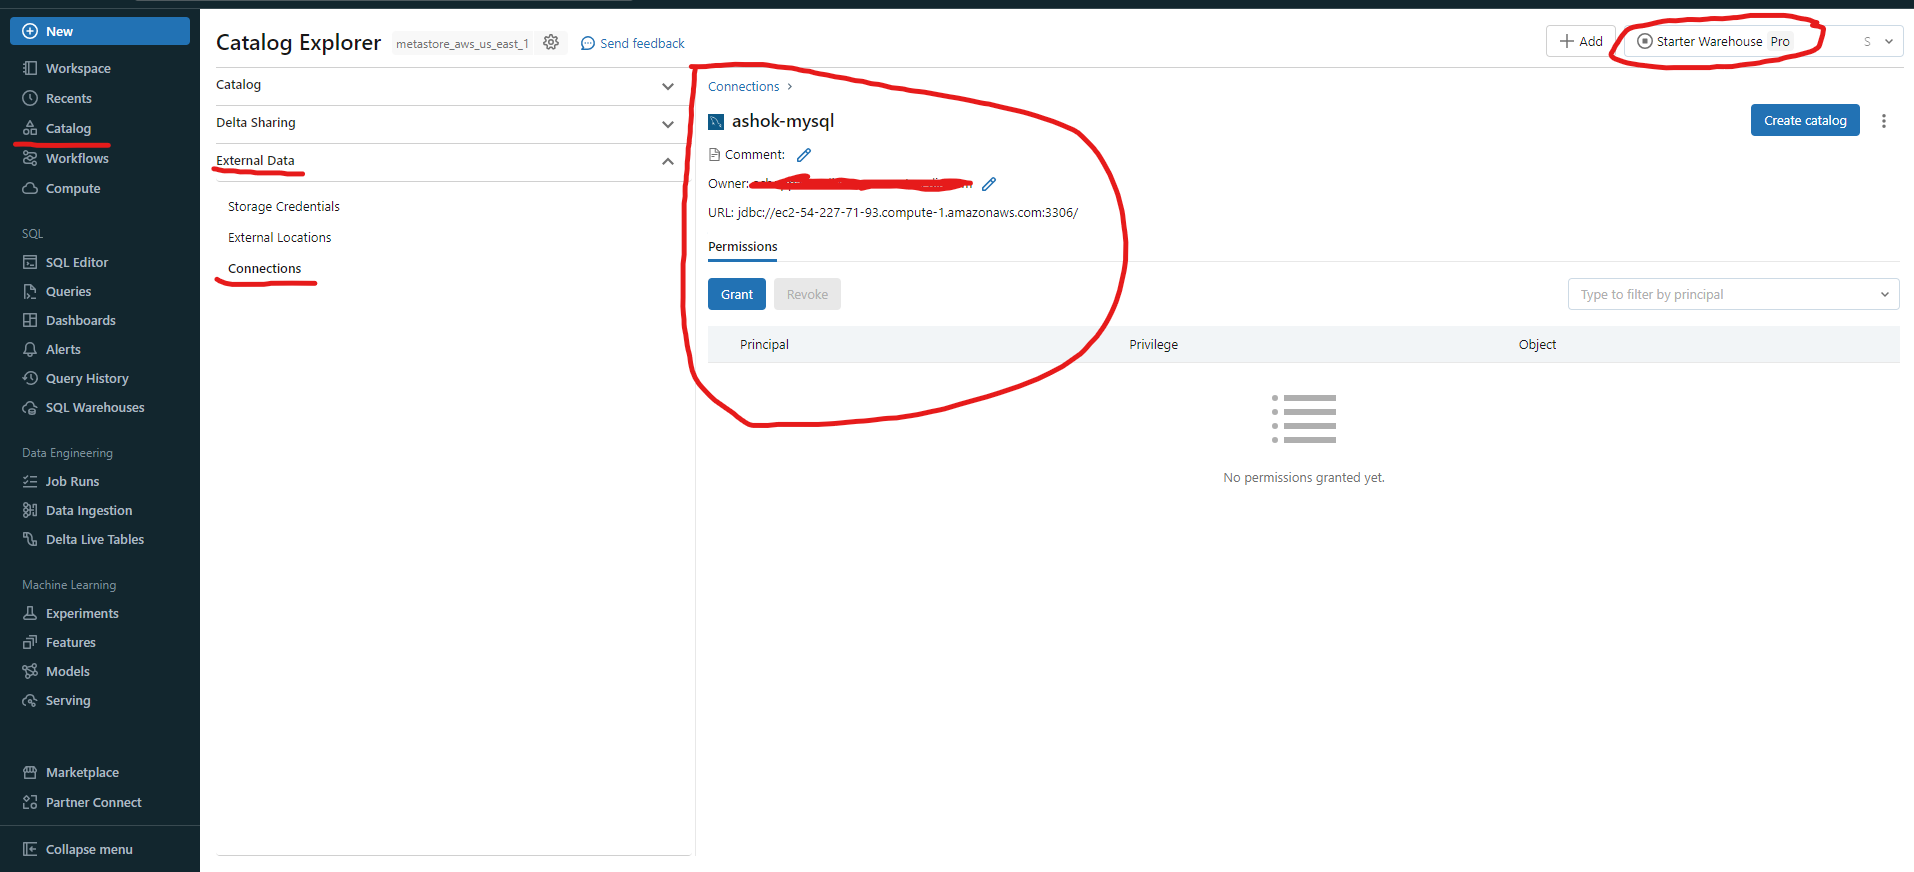 New
Workspace
Recents
Catalog
Workflows
Compute
SQL
SQL Editor
Queries
Dashboards
Alerts
Query History
SQL Warehouses
Data Engineering
Job Runs
Data Ingestion
Delta Live Tables
Machine Learning
Experiments
Features
Models
Serving
Marketplace
Partner Connect
Collapse menu
Catalog Explorer metastore_aws_us_east_1 Send feedback
Add Starter Warehouse Pro S
Catalog
Delta Sharing
External Data
Storage Credentials
External Locations
Connections
Connections ›
ashok-mysql
Create catalog
Comment:
Owner:
URL: jdbc://ec2-54-227-71-93.compute-1.amazonaws.com:3306/
Permissions
Grant Revoke Type to filter by principal
Principal Privilege Object
No permissions granted yet.